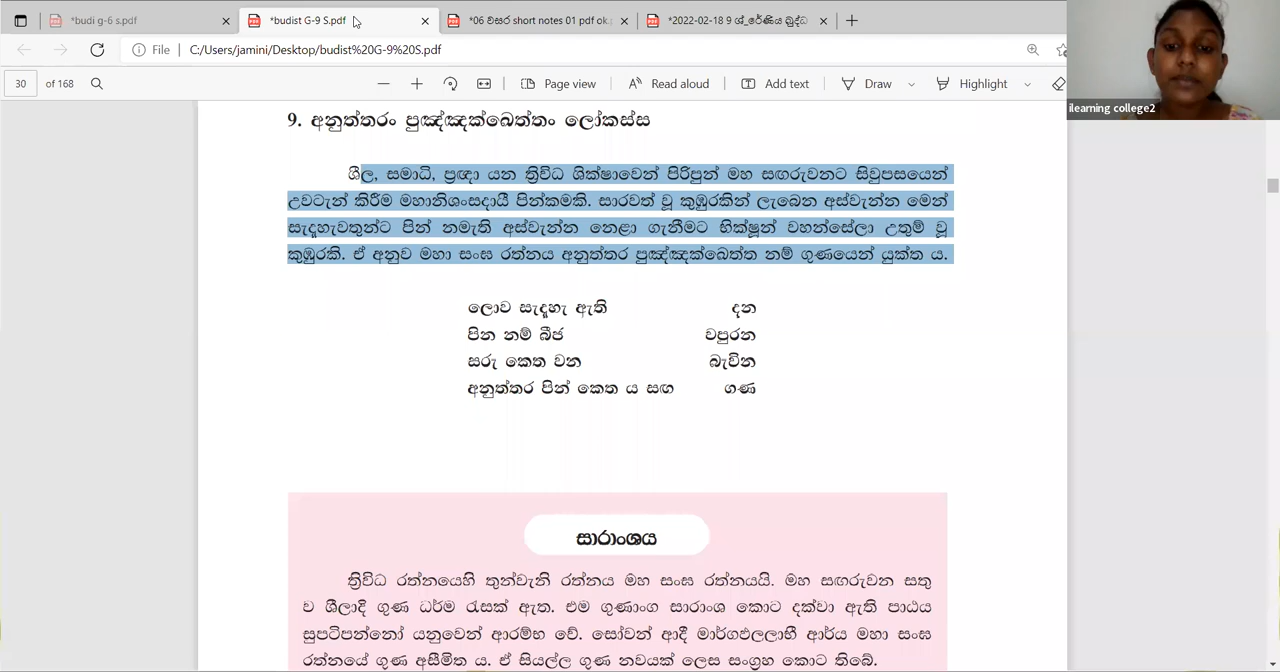 *budi g-6 s.pdf
*budist G-9 S.pdf
*06 විසර් short notes 01 pdf ok.
*2022-02-18 9 ශ්‍_රේණිය බුද්ධ
File
C:/Users/jamini/Desktop/budist%20G-9%20S.pdf
30 of 168
Page view
Read aloud
Add text
Draw
Highlight
ilearning college2
9. අනුත්තරං පුඤ්ඤක්ඛෙත්තං ලෝකස්ස
ශීල, සමාධි, ප්‍රඥා යන ත්‍රිවිධ ශික්ෂාවෙන් පිරිපුන් මහ සඟරුවනට සිවුපසයෙන්
උවටැන් කිරීම මහානිශංසදායී පින්කමකි. සාරවත් වූ කුඹුරකින් ලැබෙන අස්වැන්න මෙන්
සැදැහැවතුන්ට පින් නමැති අස්වැන්න නෙළා ගැනීමට භික්ෂූන් වහන්සේලා උතුම් වූ
කුඹුරකි. ඒ අනුව මහා සංඝ රත්නය අනුත්තර පුඤ්ඤක්ඛෙත්ත නම් ගුණයෙන් යුක්ත ය.
ලොව සැදැහැ ඇති දන
පින නම් බීජ වපුරන
සරු කෙත වන බැවින
අනුත්තර පින් කෙත ය සඟ ගණ
සාරාංශය
ත්‍රිවිධ රත්නයෙහි තුන්වැනි රත්නය මහ සංඝ රත්නයයි. මහ සඟරුවන සතු
ව ශීලාදි ගුණ ධර්ම රැසක් ඇත. එම ගුණාංග සාරාංශ කොට දක්වා ඇති පාඨය
සුපටිපන්නෝ යනුවෙන් ආරම්භ වේ. සෝවන් ආදී මාර්ගඵලලාභී ආර්ය මහා සංඝ
රත්නයේ ගුණ අසීමිත ය. ඒ සියල්ල ගුණ නවයක් ලෙස සංග්‍රහ කොට තිබේ.